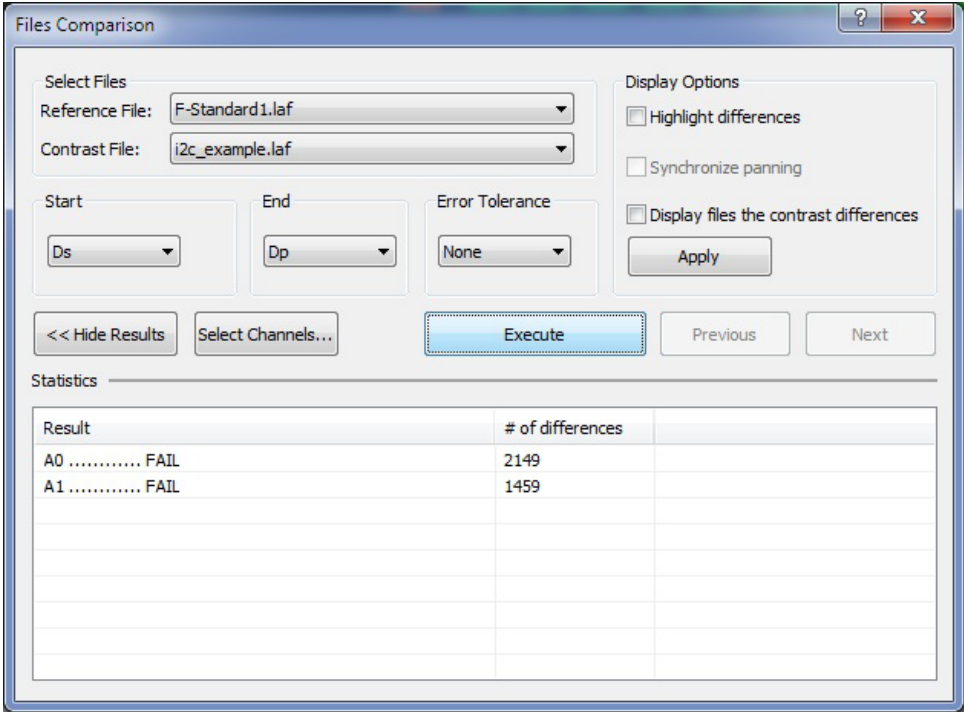 Files Comparison
?
Select Files
Reference File: F-Standard1.laf
Contrast File: i2c_example.laf
Display Options
Highlight differences
Synchronize panning
Display files the contrast differences
Apply
Start
Ds
End
Dp
Error Tolerance
None
<< Hide Results Select Channels... Execute Previous Next
Statistics
Result # of differences
A0 ............ FAIL 2149
A1 ............ FAIL 1459